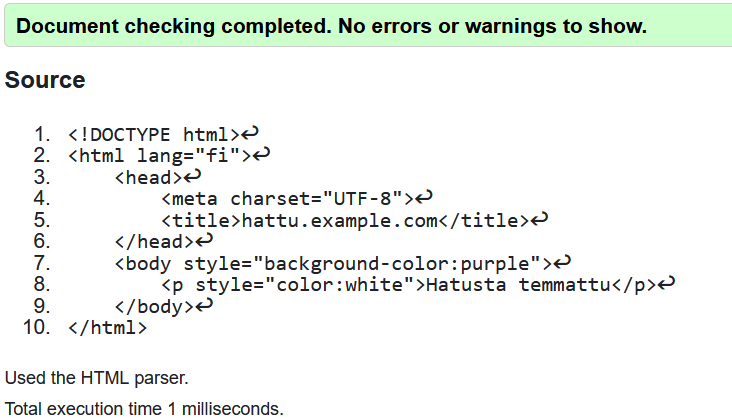 Document checking completed. No errors or warnings to show.
Source
1. <!DOCTYPE html>↩
2. <html lang="fi">↩
3.     <head>↩
4.         <meta charset="UTF-8">↩
5.         <title>hattu.example.com</title>↩
6.     </head>↩
7.     <body style="background-color:purple">↩
8.         <p style="color:white">Hatusta temmattu</p>↩
9.     </body>↩
10. </html>
Used the HTML parser.
Total execution time 1 milliseconds.